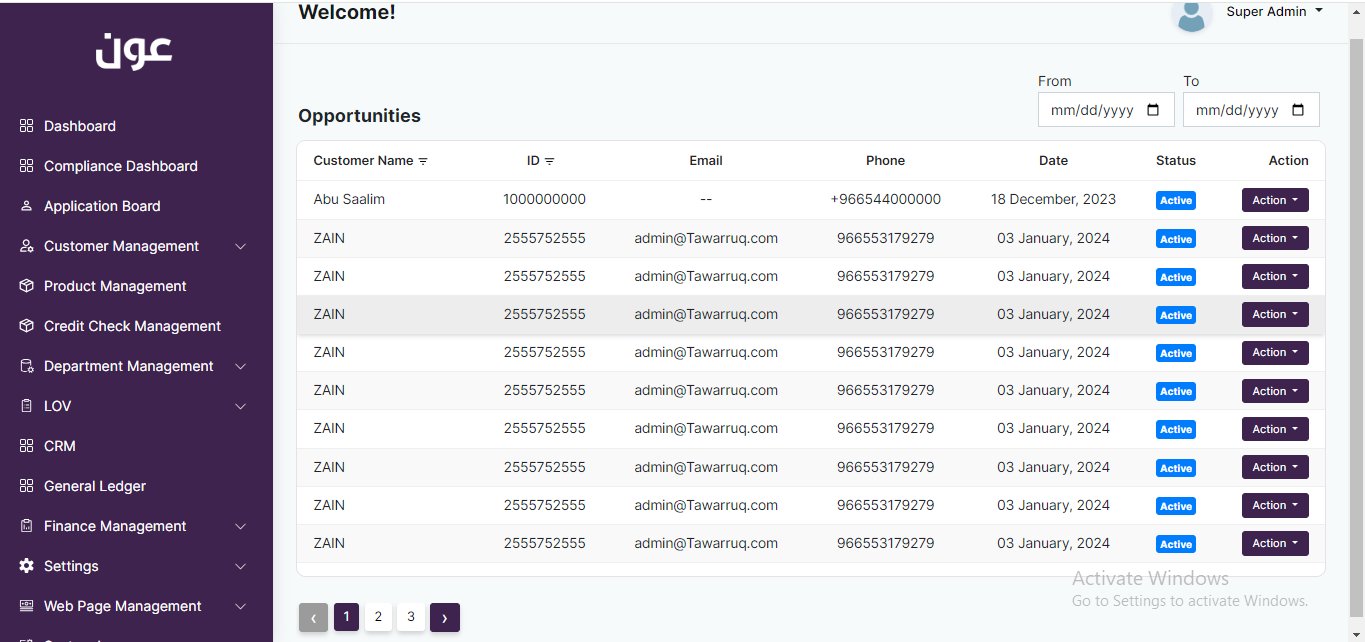 Welcome!
Super Admin
عون
Dashboard
Compliance Dashboard
Application Board
Customer Management
Product Management
Credit Check Management
Department Management
LOV
CRM
General Ledger
Finance Management
Settings
Web Page Management
From To
mm/dd/yyyy mm/dd/yyyy
Opportunities
Customer Name ID Email Phone Date Status Action
Abu Saalim 1000000000 -- +966544000000 18 December, 2023 Active Action
ZAIN 2555752555 admin@Tawarruq.com 966553179279 03 January, 2024 Active Action
ZAIN 2555752555 admin@Tawarruq.com 966553179279 03 January, 2024 Active Action
ZAIN 2555752555 admin@Tawarruq.com 966553179279 03 January, 2024 Active Action
ZAIN 2555752555 admin@Tawarruq.com 966553179279 03 January, 2024 Active Action
ZAIN 2555752555 admin@Tawarruq.com 966553179279 03 January, 2024 Active Action
ZAIN 2555752555 admin@Tawarruq.com 966553179279 03 January, 2024 Active Action
ZAIN 2555752555 admin@Tawarruq.com 966553179279 03 January, 2024 Active Action
ZAIN 2555752555 admin@Tawarruq.com 966553179279 03 January, 2024 Active Action
ZAIN 2555752555 admin@Tawarruq.com 966553179279 03 January, 2024 Active Action
Activate Windows
Go to Settings to activate Windows.
‹ 1 2 3 ›